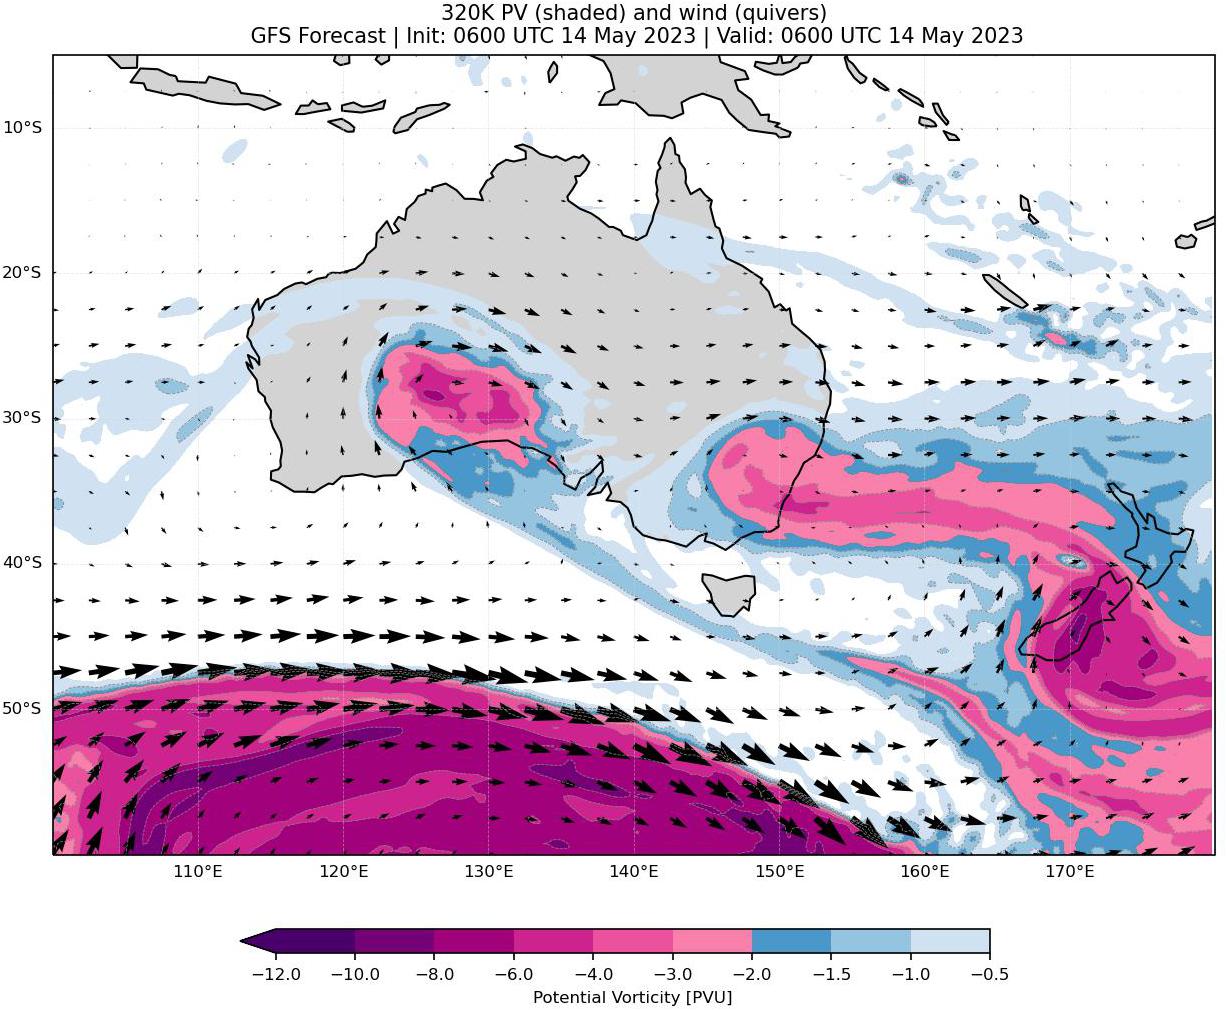 320K PV (shaded) and wind (quivers)
GFS Forecast | Init: 0600 UTC 14 May 2023 | Valid: 0600 UTC 14 May 2023
10°S
20°S
30°S
40°S
50°S
110°E 120°E 130°E 140°E 150°E 160°E 170°E
−12.0 −10.0 −8.0 −6.0 −4.0 −3.0 −2.0 −1.5 −1.0 −0.5
Potential Vorticity [PVU]